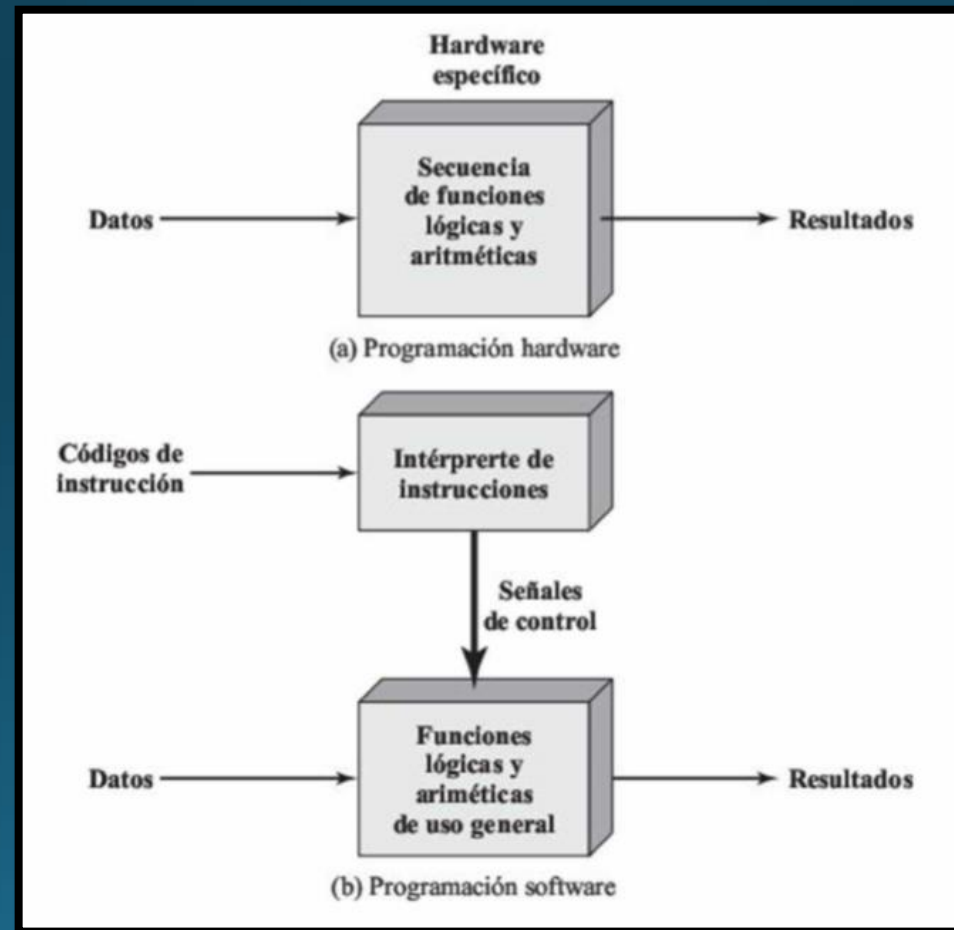 Hardware
específico
Secuencia
de funciones
lógicas y
aritméticas
Datos
Resultados
(a) Programación hardware
Códigos de
instrucción
Intérprerte de
instrucciones
Señales
de control
Funciones
lógicas y
ariméticas
de uso general
Datos
Resultados
(b) Programación software